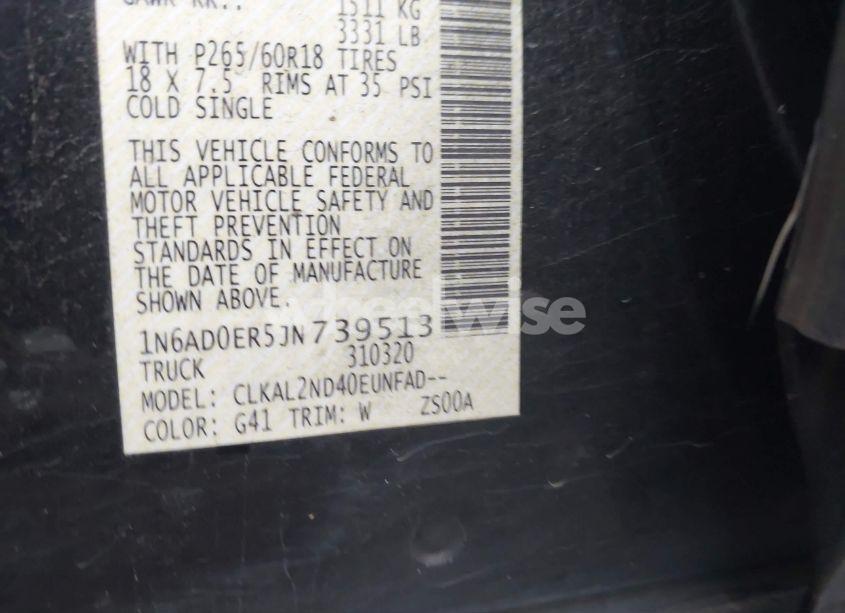 1511 KG
3331 LB
WITH P265/60R18 TIRES
18 X 7.5 RIMS AT 35 PSI
COLD SINGLE
THIS VEHICLE CONFORMS TO
ALL APPLICABLE FEDERAL
MOTOR VEHICLE SAFETY AND
THEFT PREVENTION
STANDARDS IN EFFECT ON
THE DATE OF MANUFACTURE
SHOWN ABOVE.
1N6AD0ER5JN739513
TRUCK 310320
MODEL: CLKAL2ND40EUNFAD--
COLOR: G41 TRIM: W ZS00A